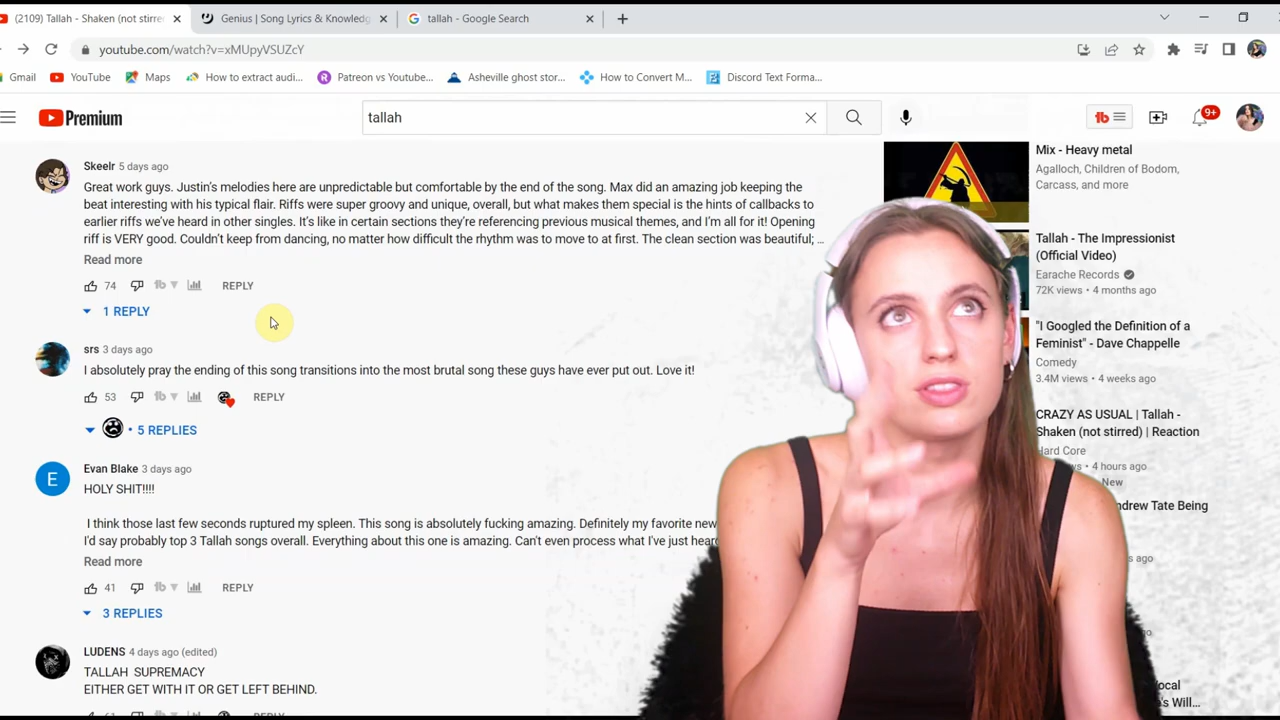 (2109) Tallah - Shaken (not stirre
Genius | Song Lyrics & Knowledg
tallah - Google Search
youtube.com/watch?v=xMUpyVSUZcY
Gmail
YouTube
Maps
How to extract audi...
Patreon vs Youtube...
Asheville ghost stor...
How to Convert M...
Discord Text Forma...
Premium
tallah
tb
9+
Skeelr 5 days ago
Great work guys. Justin's melodies here are unpredictable but comfortable by the end of the song. Max did an amazing job keeping the
beat interesting with his typical flair. Riffs were super groovy and unique, overall, but what makes them special is the hints of callbacks to
earlier riffs we've heard in other singles. It's like in certain sections they're referencing previous musical themes, and I'm all for it! Opening
riff is VERY good. Couldn't keep from dancing, no matter how difficult the rhythm was to move to at first. The clean section was beautiful; ...
Read more
74 tb REPLY
1 REPLY
srs 3 days ago
I absolutely pray the ending of this song transitions into the most brutal song these guys have ever put out. Love it!
53 tb REPLY
• 5 REPLIES
E
Evan Blake 3 days ago
HOLY SHIT!!!!
I think those last few seconds ruptured my spleen. This song is absolutely fucking amazing. Definitely my favorite new
I'd say probably top 3 Tallah songs overall. Everything about this one is amazing. Can't even process what I've just hear
Read more
41 tb REPLY
3 REPLIES
LUDENS 4 days ago (edited)
TALLAH SUPREMACY
EITHER GET WITH IT OR GET LEFT BEHIND.
REPLY
Mix - Heavy metal
Agalloch, Children of Bodom,
Carcass, and more
Tallah - The Impressionist
(Official Video)
Earache Records
72K views • 4 months ago
"I Googled the Definition of a
Feminist" - Dave Chappelle
Comedy
3.4M views • 4 weeks ago
CRAZY AS USUAL | Tallah -
Shaken (not stirred) | Reaction
Hard Core
ws • 4 hours ago
New
ndrew Tate Being
ago
ago
ocal
s Will...